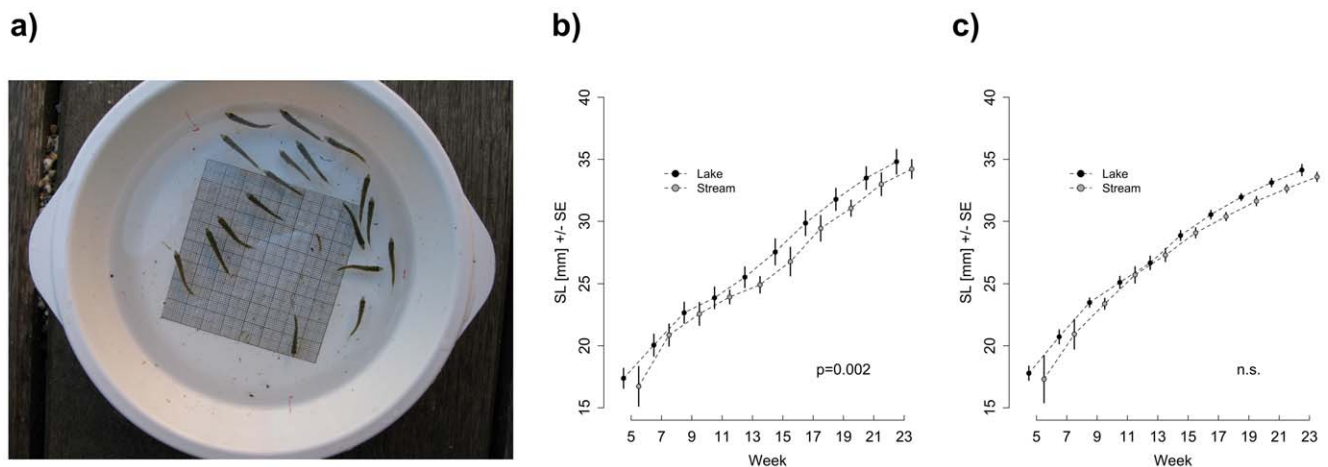 a)
b)
c)
40
35
30
25
20
15
SL [mm] +/- SE
Lake
Stream
p=0.002
5 7 9 11 13 15 17 19 21 23
Week
40
35
30
25
20
15
SL [mm] +/- SE
Lake
Stream
n.s.
5 7 9 11 13 15 17 19 21 23
Week